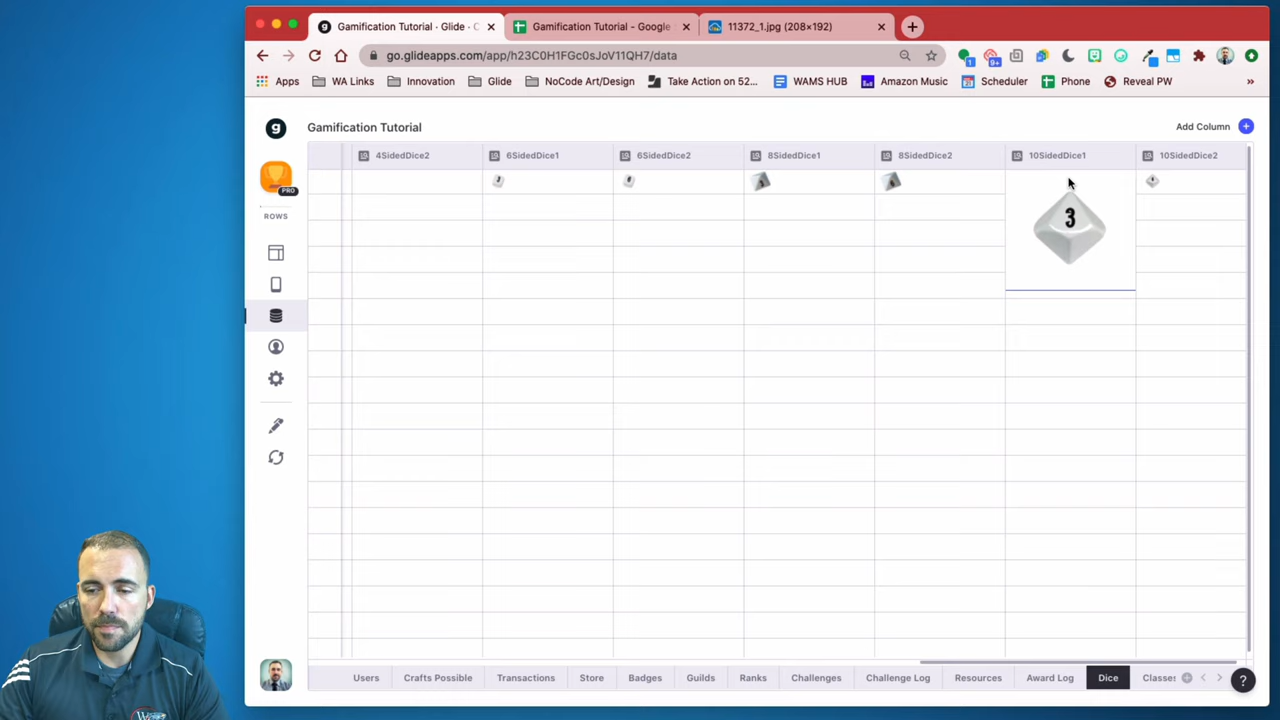 Gamification Tutorial - Glide - C
Gamification Tutorial - Google
11372_1.jpg (208×192)
go.glideapps.com/app/h23C0H1FGc0sJoV11QH7/data
9+
1
Apps
WA Links
Innovation
Glide
NoCode Art/Design
Take Action on 52...
WAMS HUB
Amazon Music
Scheduler
Phone
Reveal PW
»
g
Gamification Tutorial
Add Column
PRO
ROWS
4SidedDice2
6SidedDice1
6SidedDice2
8SidedDice1
8SidedDice2
10SidedDice1
10SidedDice2
3
Users
Crafts Possible
Transactions
Store
Badges
Guilds
Ranks
Challenges
Challenge Log
Resources
Award Log
Dice
Classes
?